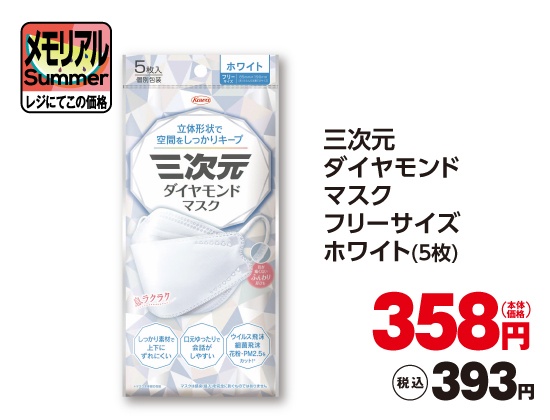 メモリアル
Summer
レジにてこの価格
5枚入
個別包装
ホワイト
フリー
サイズ
Kowa
立体形状で
空間をしっかりキープ
三次元
ダイヤモンド
マスク
息ラクラク
しっかり素材で
上下に
ずれにくい
口元ゆったりで
会話が
しやすい
ウイルス飛沫
細菌飛沫
花粉・PM2.5も
カット!
三次元
ダイヤモンド
マスク
フリーサイズ
ホワイト(5枚)
358円(本体価格)
税込393円